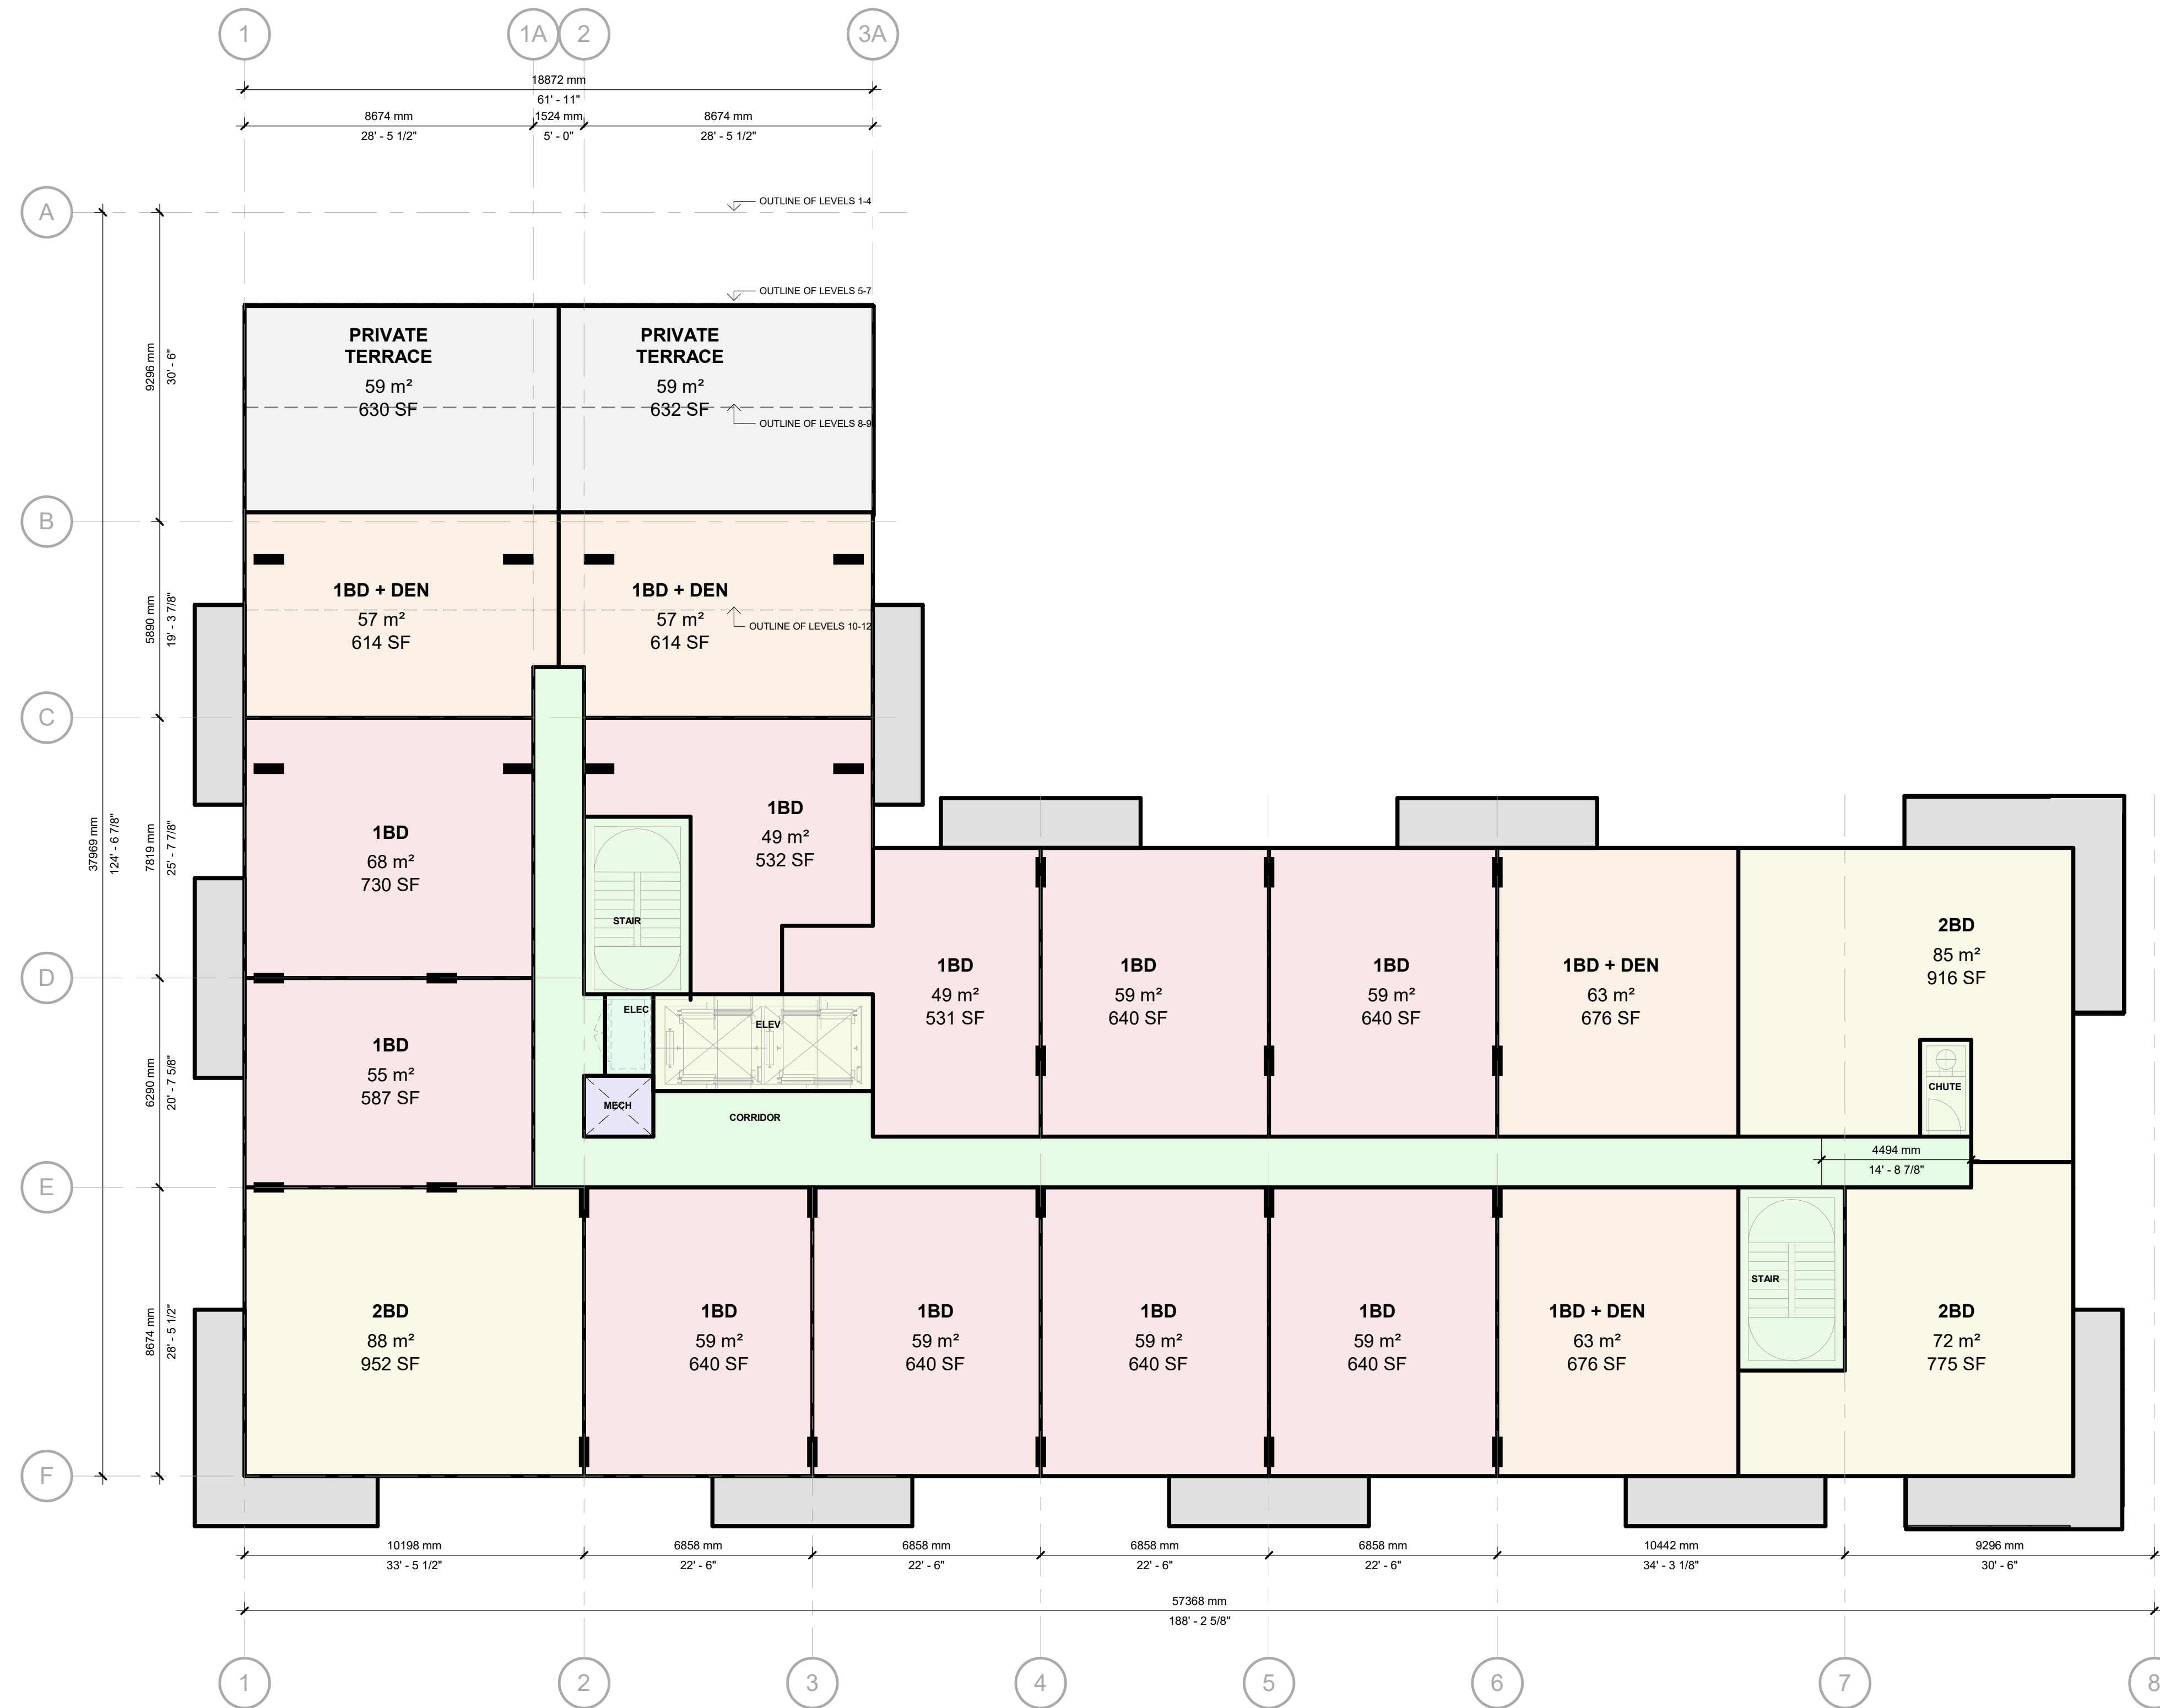 1
1A
2
3A
18872 mm
61' - 11"
8674 mm
1524 mm
8674 mm
28' - 5 1/2"
5' - 0"
28' - 5 1/2"
A
OUTLINE OF LEVELS 1-4
OUTLINE OF LEVELS 5-7
9296 mm
30' - 6"
PRIVATE
TERRACE
59 m²
630 SF
PRIVATE
TERRACE
59 m²
632 SF
OUTLINE OF LEVELS 8-9
B
5890 mm
19' - 3 7/8"
1BD + DEN
57 m²
614 SF
1BD + DEN
57 m²
614 SF
OUTLINE OF LEVELS 10-12
C
37969 mm
124' - 6 7/8"
7819 mm
25' - 7 7/8"
1BD
68 m²
730 SF
1BD
49 m²
532 SF
STAIR
D
6290 mm
20' - 7 5/8"
1BD
55 m²
587 SF
ELEC
ELEV
MECH
CORRIDOR
1BD
49 m²
531 SF
1BD
59 m²
640 SF
1BD
59 m²
640 SF
1BD + DEN
63 m²
676 SF
2BD
85 m²
916 SF
CHUTE
4494 mm
14' - 8 7/8"
E
8674 mm
28' - 5 1/2"
2BD
88 m²
952 SF
1BD
59 m²
640 SF
1BD
59 m²
640 SF
1BD
59 m²
640 SF
1BD
59 m²
640 SF
1BD + DEN
63 m²
676 SF
STAIR
2BD
72 m²
775 SF
F
10198 mm
6858 mm
6858 mm
6858 mm
6858 mm
10442 mm
9296 mm
33' - 5 1/2"
22' - 6"
22' - 6"
22' - 6"
22' - 6"
34' - 3 1/8"
30' - 6"
57368 mm
188' - 2 5/8"
1
2
3
4
5
6
7
8